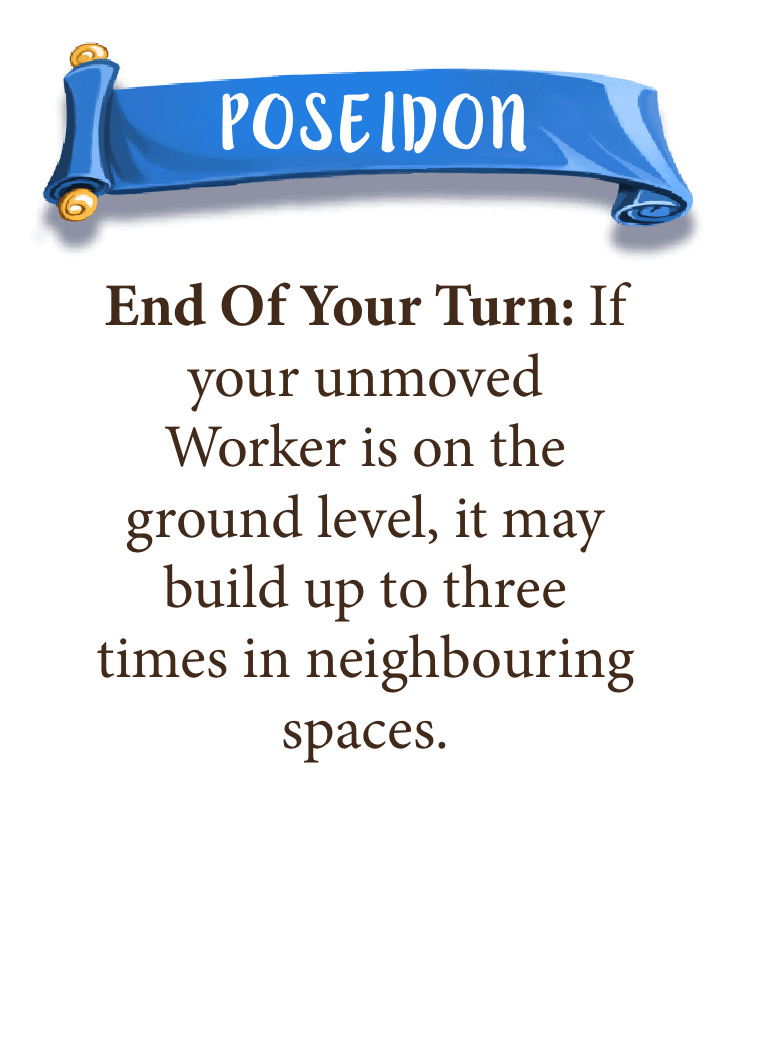 POSEIDON
End Of Your Turn: If
your unmoved
Worker is on the
ground level, it may
build up to three
times in neighbouring
spaces.